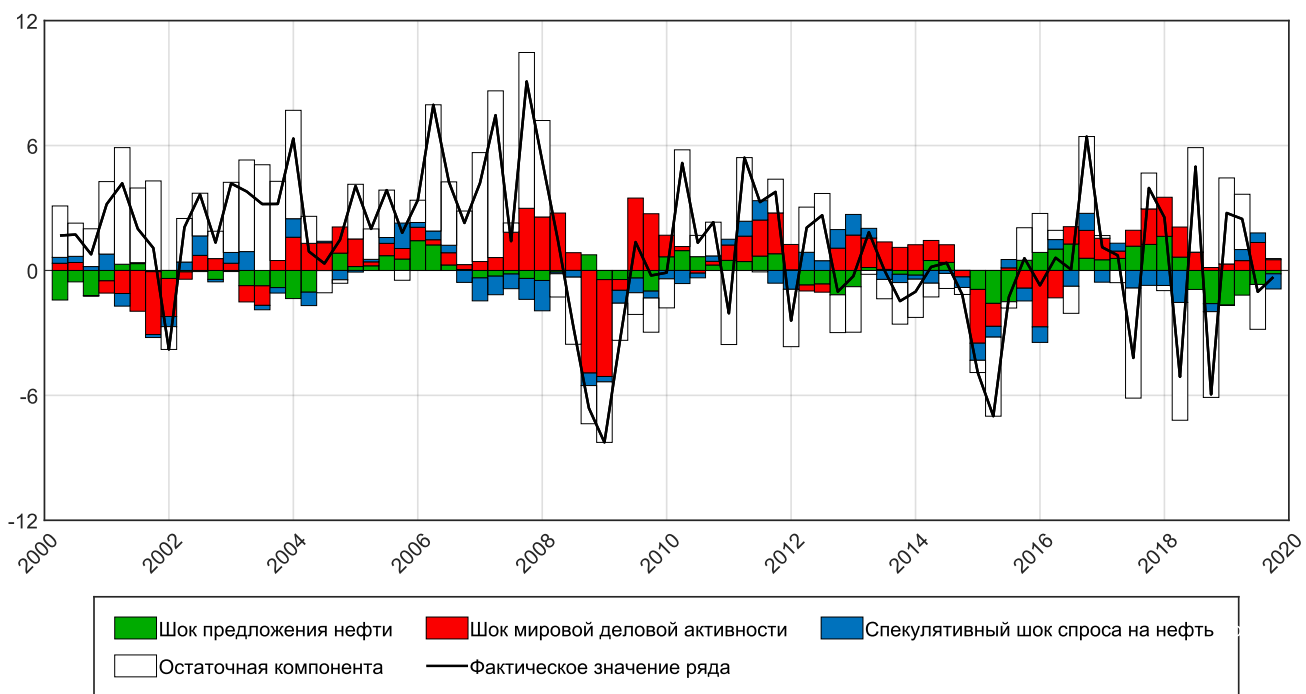 12
6
0
-6
-12
2000 2002 2004 2006 2008 2010 2012 2014 2016 2018 2020
Шок предложения нефти Шок мировой деловой активности Спекулятивный шок спроса на нефть
Остаточная компонента Фактическое значение ряда